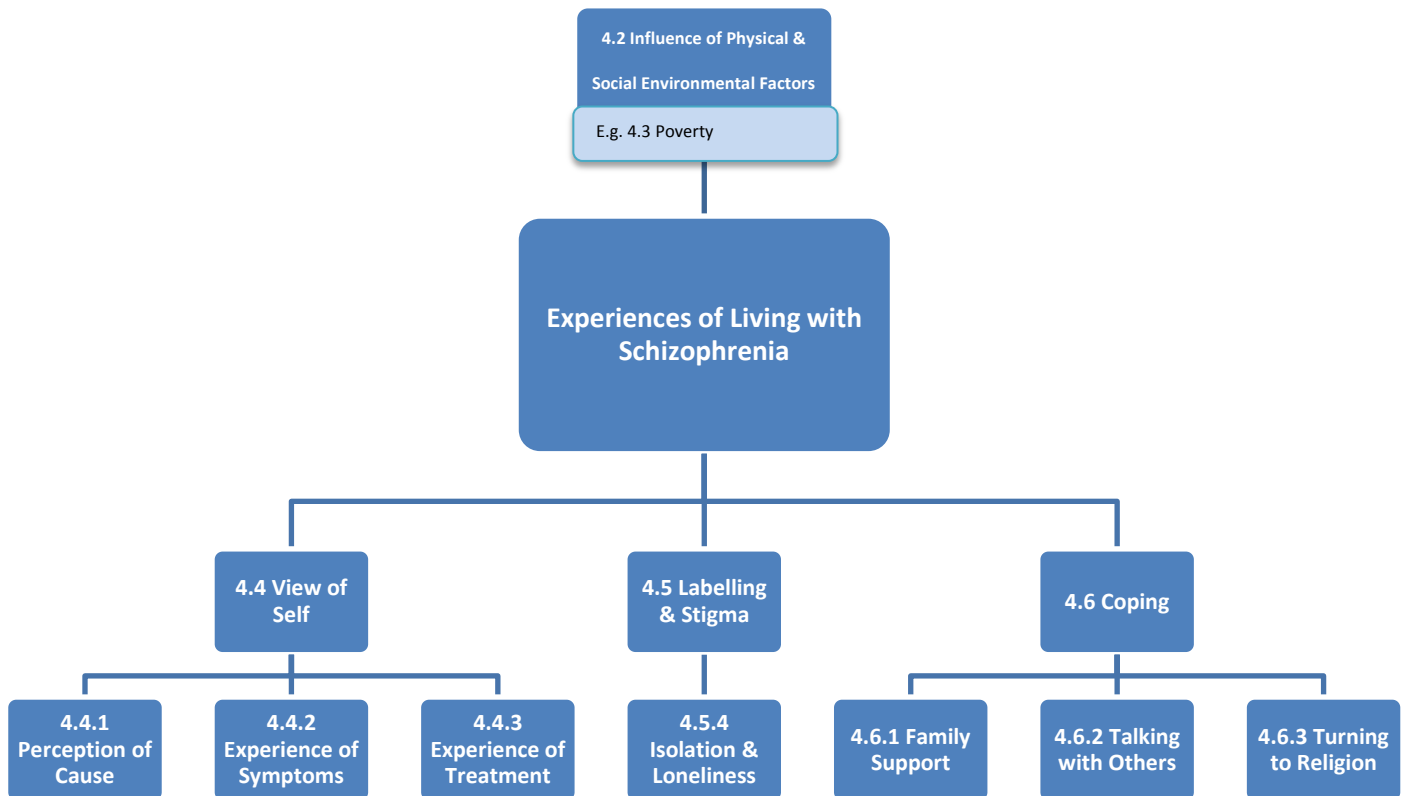 4.2 Influence of Physical &
Social Environmental Factors
E.g. 4.3 Poverty
Experiences of Living with
Schizophrenia
4.4 View of
Self
4.5 Labelling
& Stigma
4.6 Coping
4.4.1
Perception of
Cause
4.4.2
Experience of
Symptoms
4.4.3
Experience of
Treatment
4.5.4
Isolation &
Loneliness
4.6.1 Family
Support
4.6.2 Talking
with Others
4.6.3 Turning
to Religion